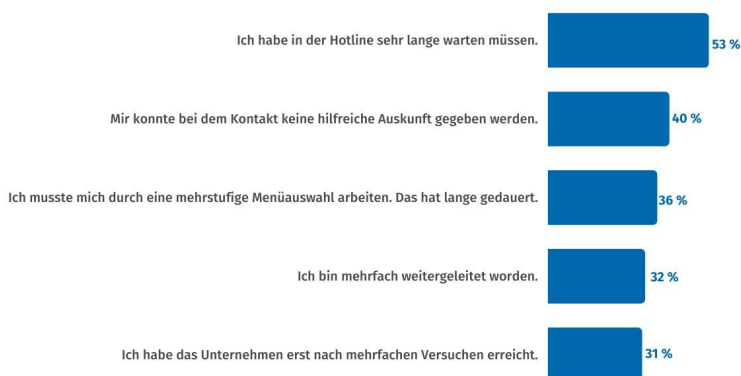 Ich habe in der Hotline sehr lange warten müssen. 53 %
Mir konnte bei dem Kontakt keine hilfreiche Auskunft gegeben werden. 40 %
Ich musste mich durch eine mehrstufige Menüauswahl arbeiten. Das hat lange gedauert. 36 %
Ich bin mehrfach weitergeleitet worden. 32 %
Ich habe das Unternehmen erst nach mehrfachen Versuchen erreicht. 31 %